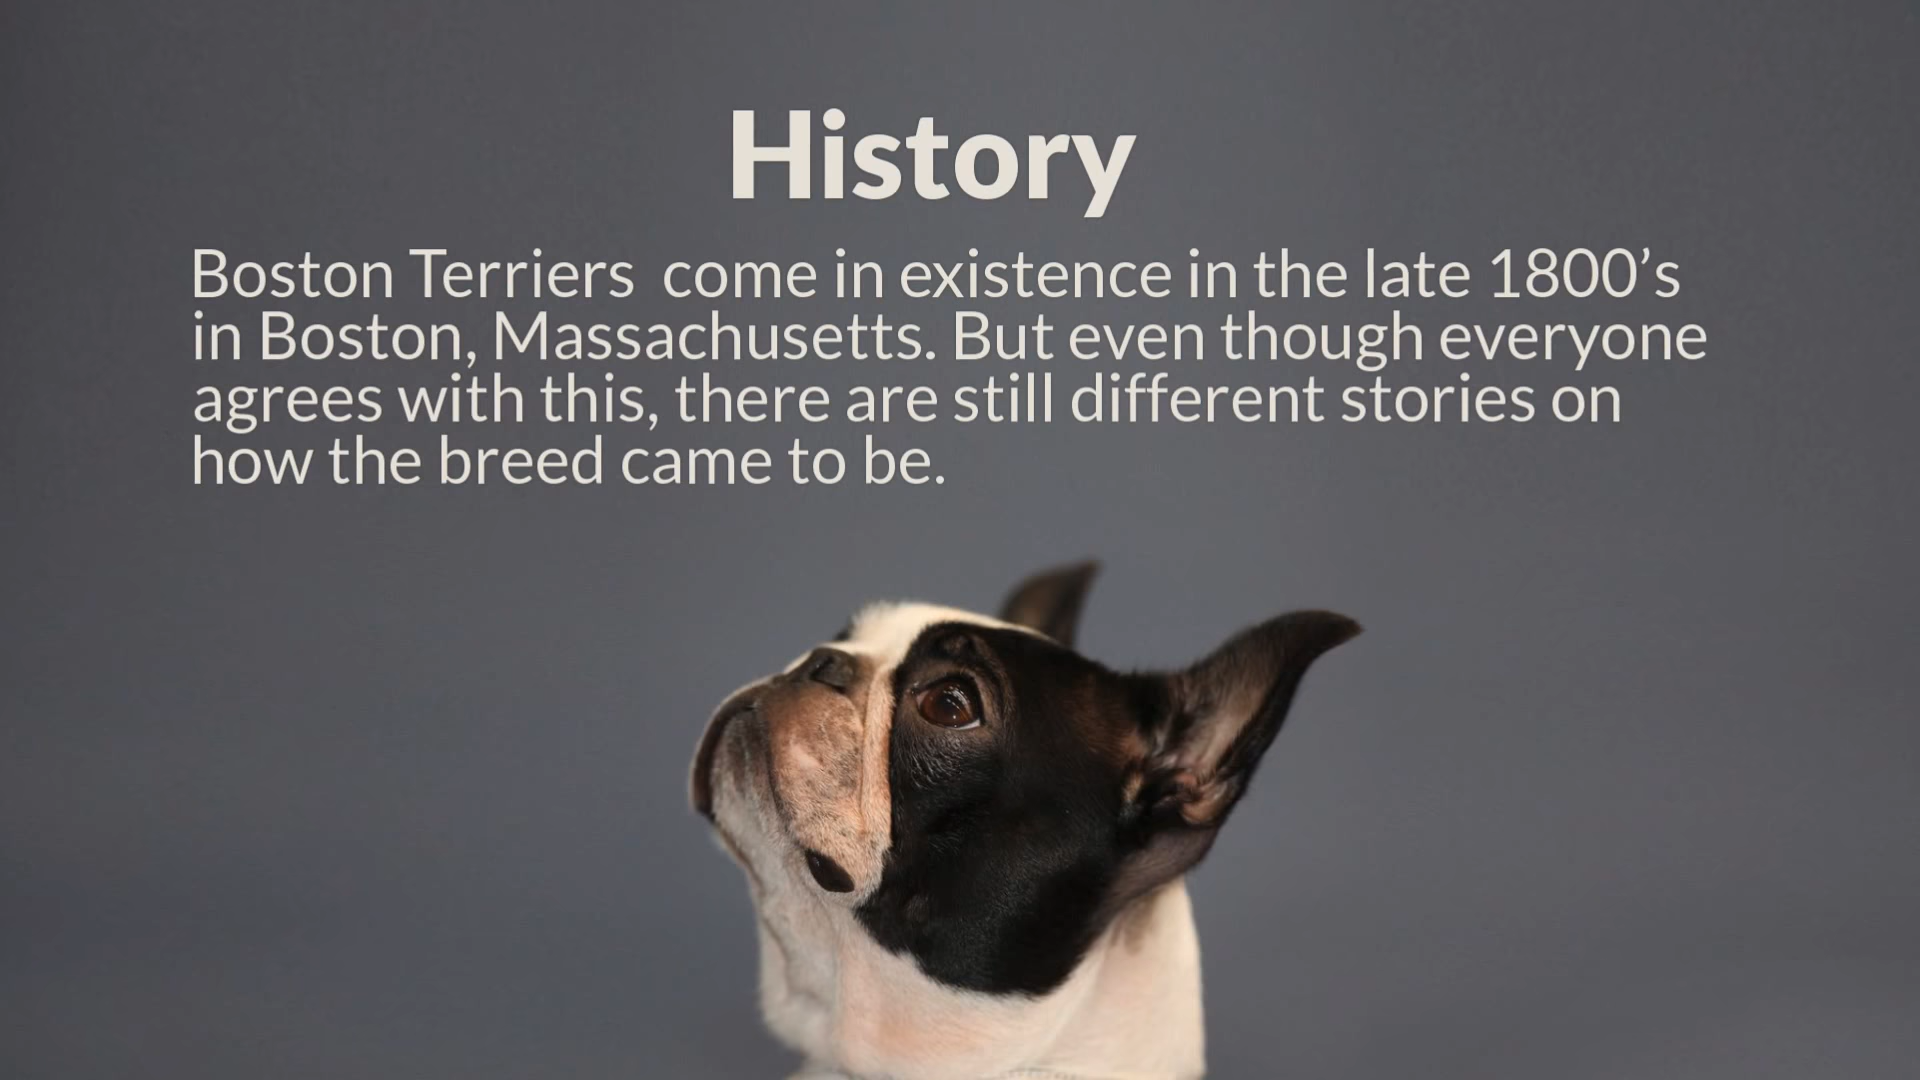 History
Boston Terriers  come in existence in the late 1800’s
in Boston, Massachusetts. But even though everyone
agrees with this, there are still different stories on
how the breed came to be.